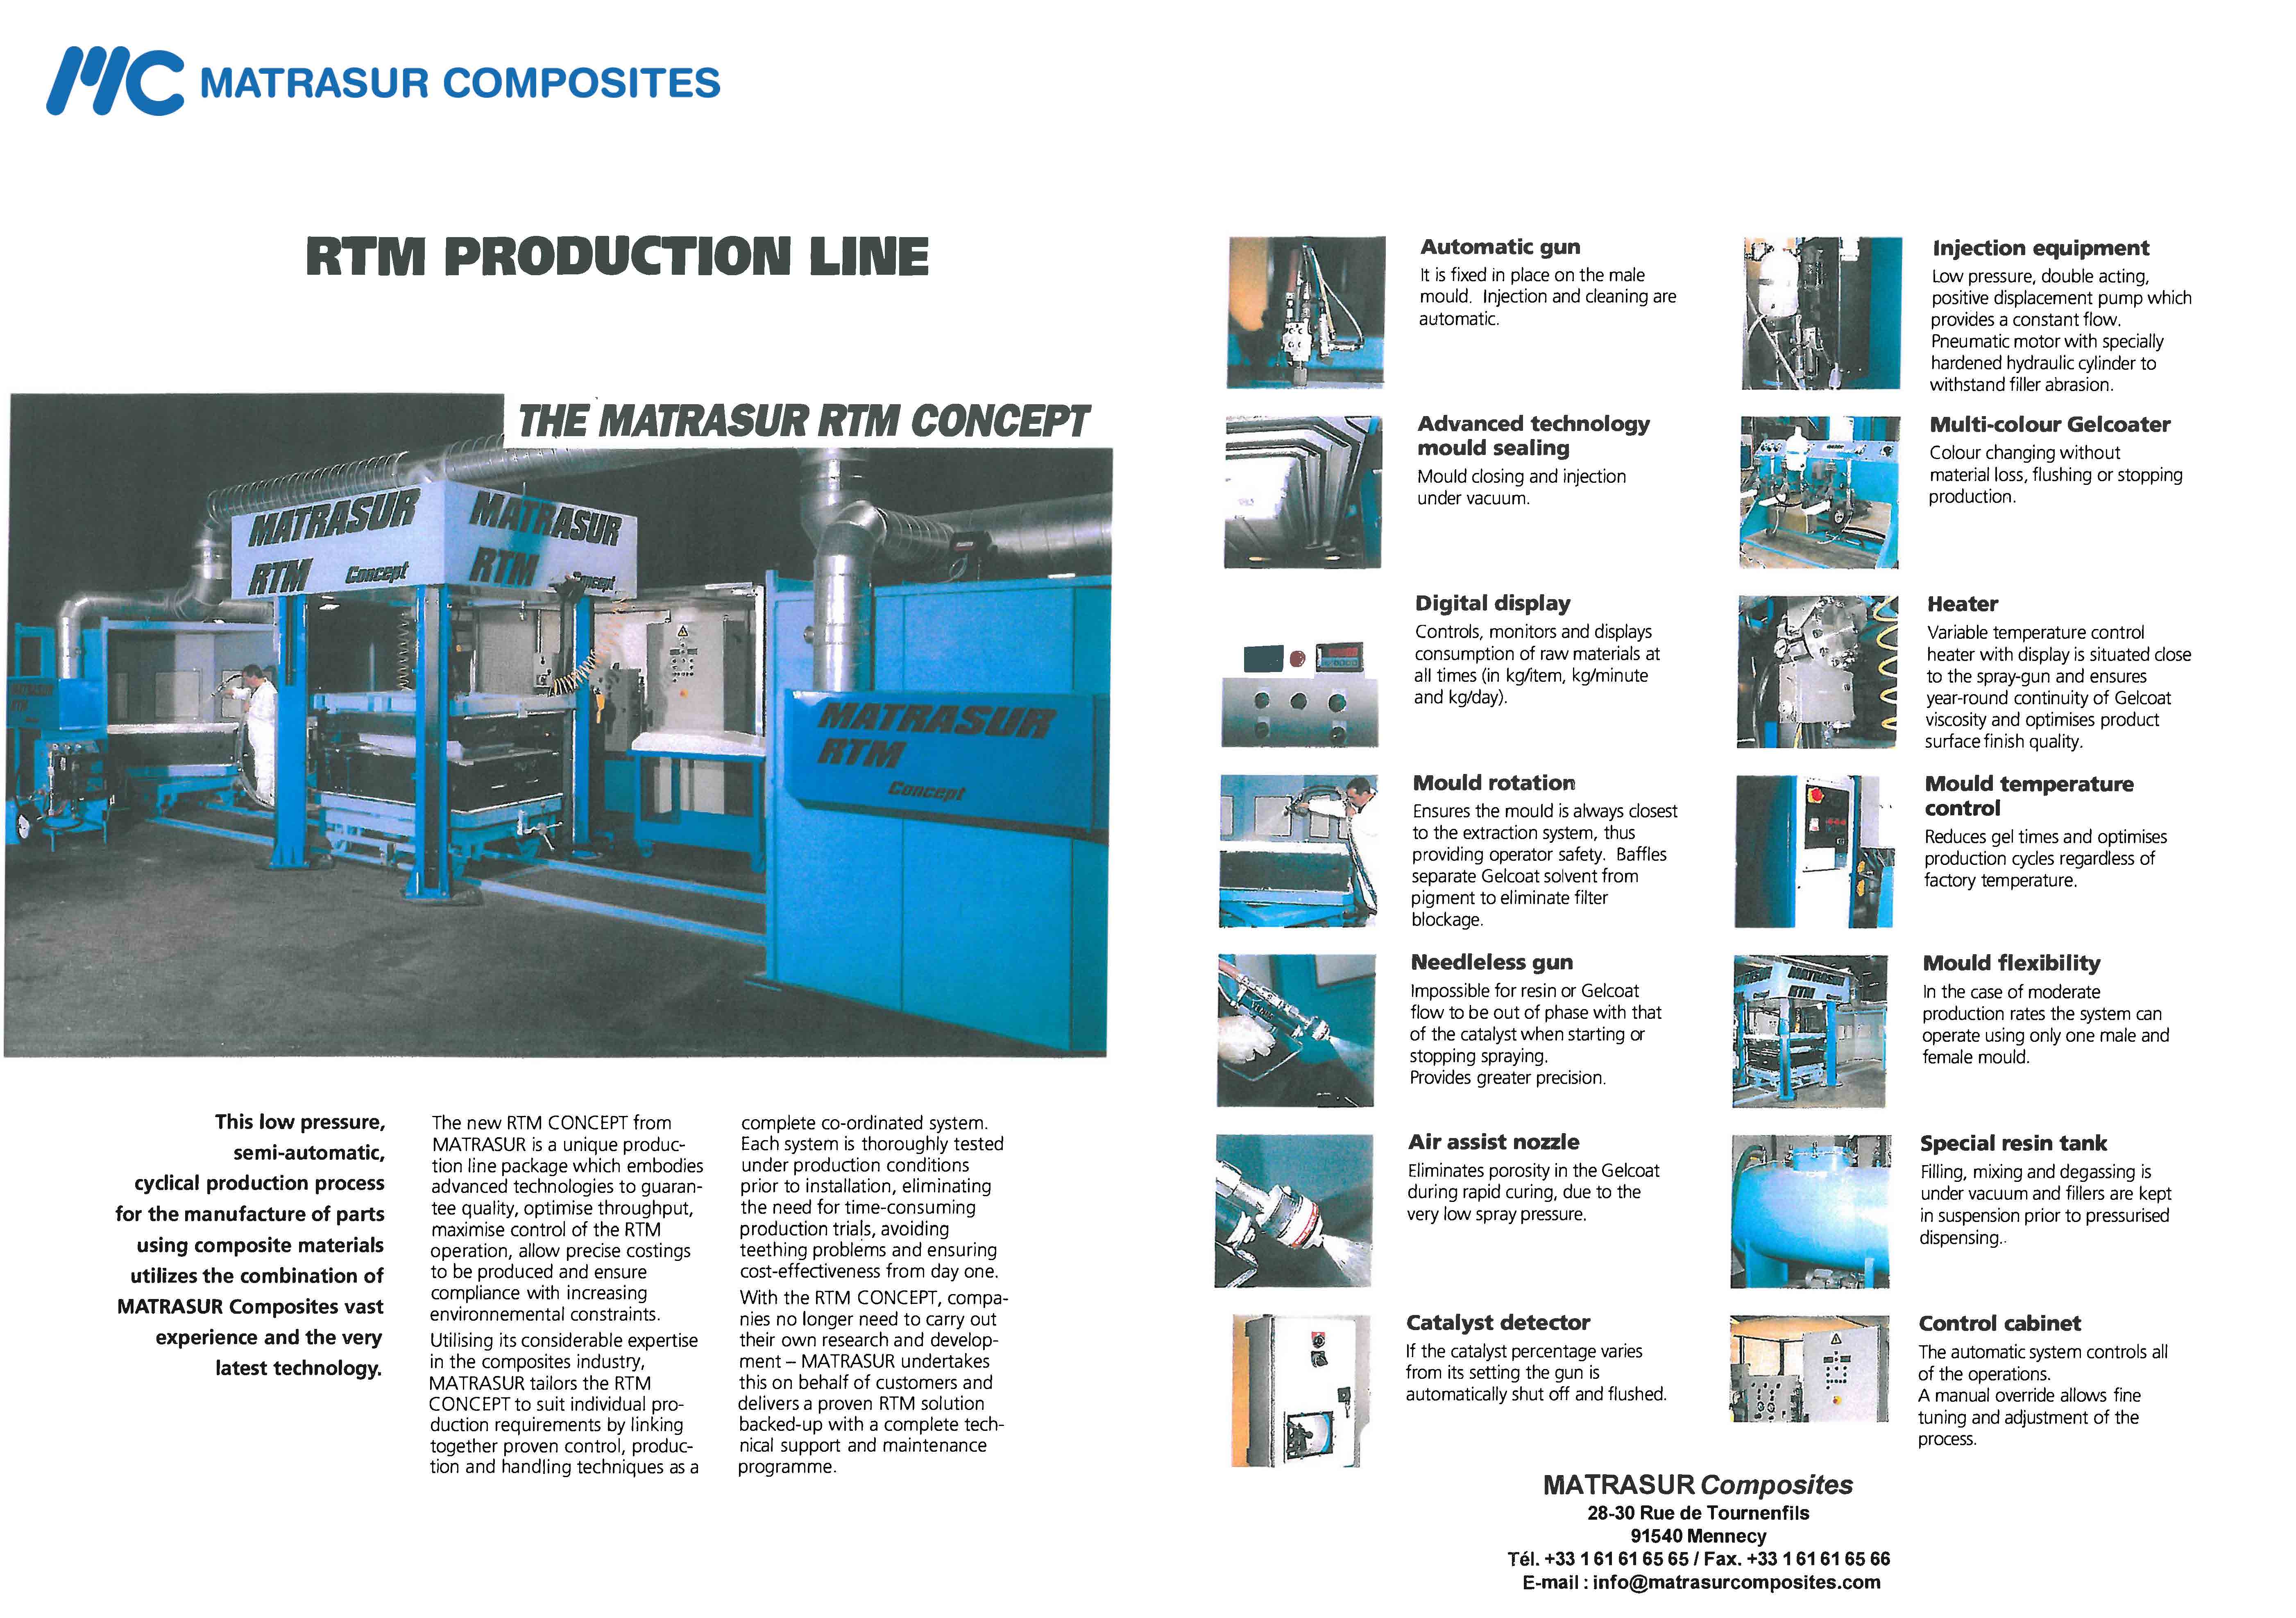 MC MATRASUR COMPOSITES
RTM PRODUCTION LINE
THE MATRASUR RTM CONCEPT
MATRASUR
RTM Concept
MATRASUR
RTM Concept
MATRASUR
RTM
Concept
This low pressure,
semi-automatic,
cyclical production process
for the manufacture of parts
using composite materials
utilizes the combination of
MATRASUR Composites vast
experience and the very
latest technology.
The new RTM CONCEPT from
MATRASUR is a unique produc-
tion line package which embodies
advanced technologies to guaran-
tee quality, optimise throughput,
maximise control of the RTM
operation, allow precise costings
to be produced and ensure
compliance with increasing
environnemental constraints.
Utilising its considerable expertise
in the composites industry,
MATRASUR tailors the RTM
CONCEPT to suit individual pro-
duction requirements by linking
together proven control, produc-
tion and handling techniques as a
complete co-ordinated system.
Each system is thoroughly tested
under production conditions
prior to installation, eliminating
the need for time-consuming
production trials, avoiding
teething problems and ensuring
cost-effectiveness from day one.
With the RTM CONCEPT, compa-
nies no longer need to carry out
their own research and develop-
ment – MATRASUR undertakes
this on behalf of customers and
delivers a proven RTM solution
backed-up with a complete tech-
nical support and maintenance
programme.
Automatic gun
It is fixed in place on the male
mould. Injection and cleaning are
automatic.
Advanced technology
mould sealing
Mould closing and injection
under vacuum.
Digital display
Controls, monitors and displays
consumption of raw materials at
all times (in kg/item, kg/minute
and kg/day).
Mould rotation
Ensures the mould is always closest
to the extraction system, thus
providing operator safety. Baffles
separate Gelcoat solvent from
pigment to eliminate filter
blockage.
Needleless gun
Impossible for resin or Gelcoat
flow to be out of phase with that
of the catalyst when starting or
stopping spraying.
Provides greater precision.
Air assist nozzle
Eliminates porosity in the Gelcoat
during rapid curing, due to the
very low spray pressure.
Catalyst detector
If the catalyst percentage varies
from its setting the gun is
automatically shut off and flushed.
Injection equipment
Low pressure, double acting,
positive displacement pump which
provides a constant flow.
Pneumatic motor with specially
hardened hydraulic cylinder to
withstand filler abrasion.
Multi-colour Gelcoater
Colour changing without
material loss, flushing or stopping
production.
Heater
Variable temperature control
heater with display is situated close
to the spray-gun and ensures
year-round continuity of Gelcoat
viscosity and optimises product
surface finish quality.
Mould temperature
control
Reduces gel times and optimises
production cycles regardless of
factory temperature.
Mould flexibility
In the case of moderate
production rates the system can
operate using only one male and
female mould.
Special resin tank
Filling, mixing and degassing is
under vacuum and fillers are kept
in suspension prior to pressurised
dispensing..
Control cabinet
The automatic system controls all
of the operations.
A manual override allows fine
tuning and adjustment of the
process.
MATRASUR Composites
28-30 Rue de Tournenfils
91540 Mennecy
Tél. +33 1 61 61 65 65 / Fax. +33 1 61 61 65 66
E-mail : info@matrasurcomposites.com